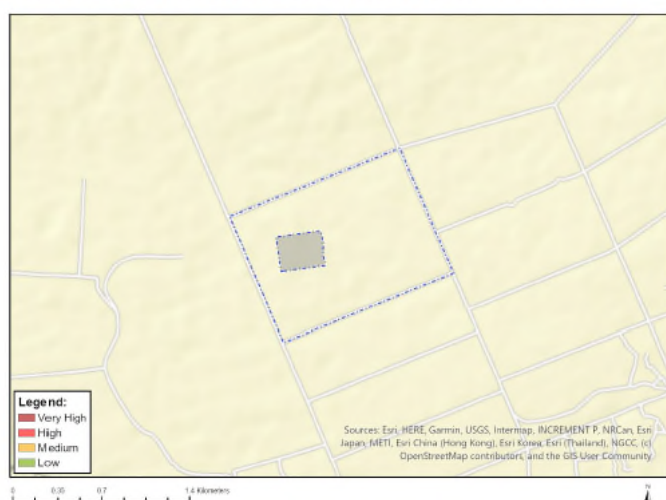 Legend:
Very High
High
Medium
Low
Sources: Esri, HERE, Garmin, USGS, Intermap, INCREMENT P, NRCan, Esri
Japan, METI, Esri China (Hong Kong), Esri Korea, Esri (Thailand), NGCC, (c)
OpenStreetMap contributors, and the GIS User Community
0 0.35 0.7 1.4 Kilometers
N